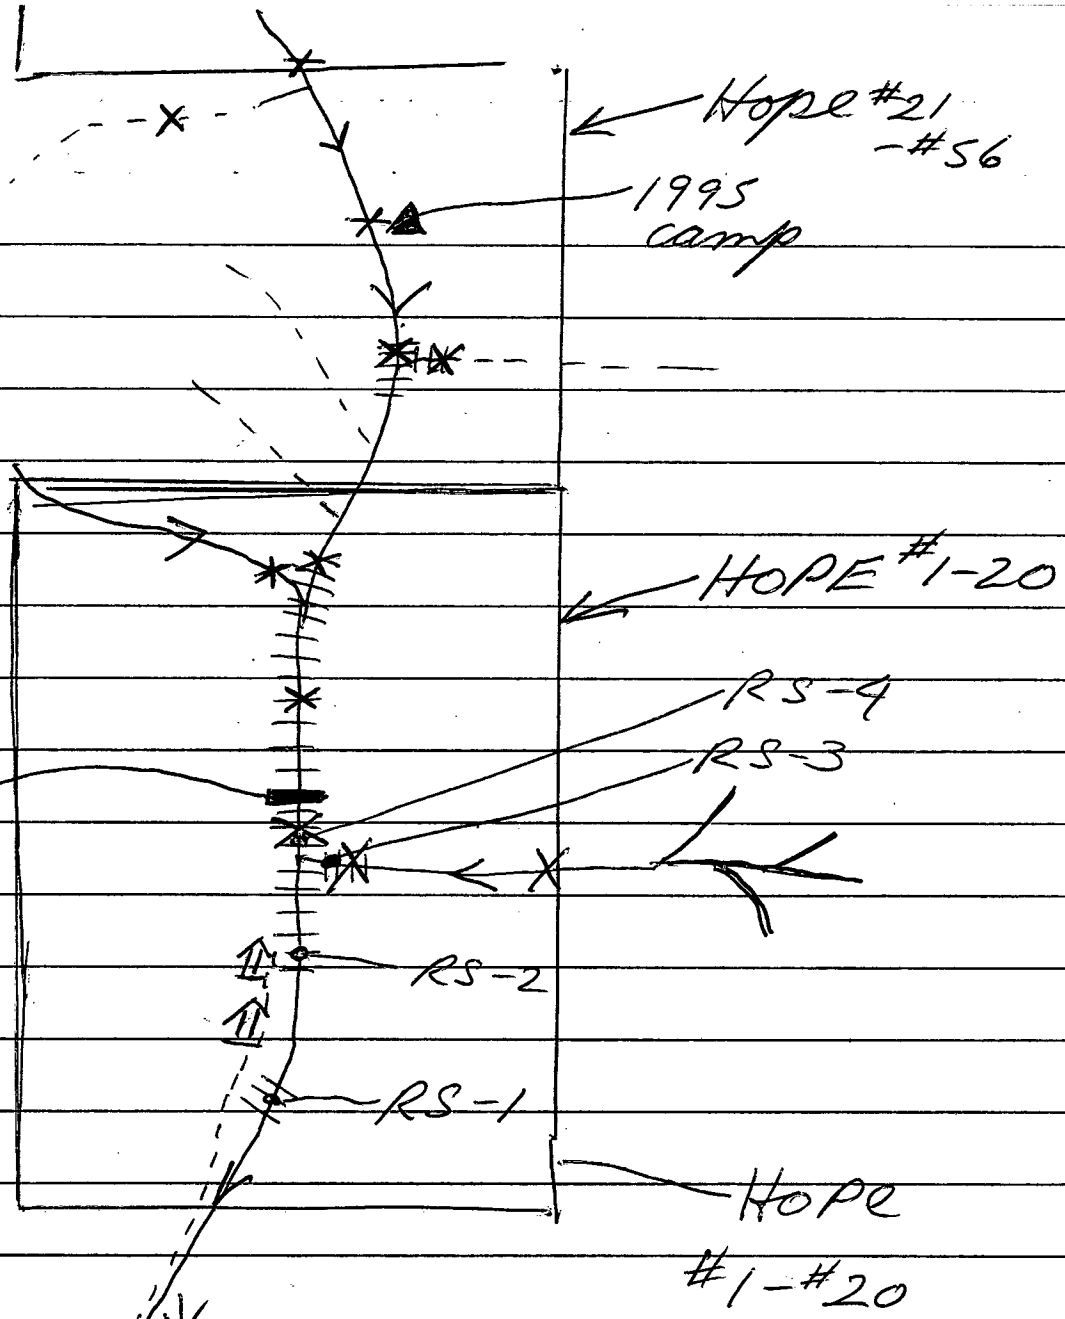 Hope #21
- #56
1995
camp
HOPE #1-20
RS-4
RS-3
RS-2
RS-1
HOPE
#1-#20